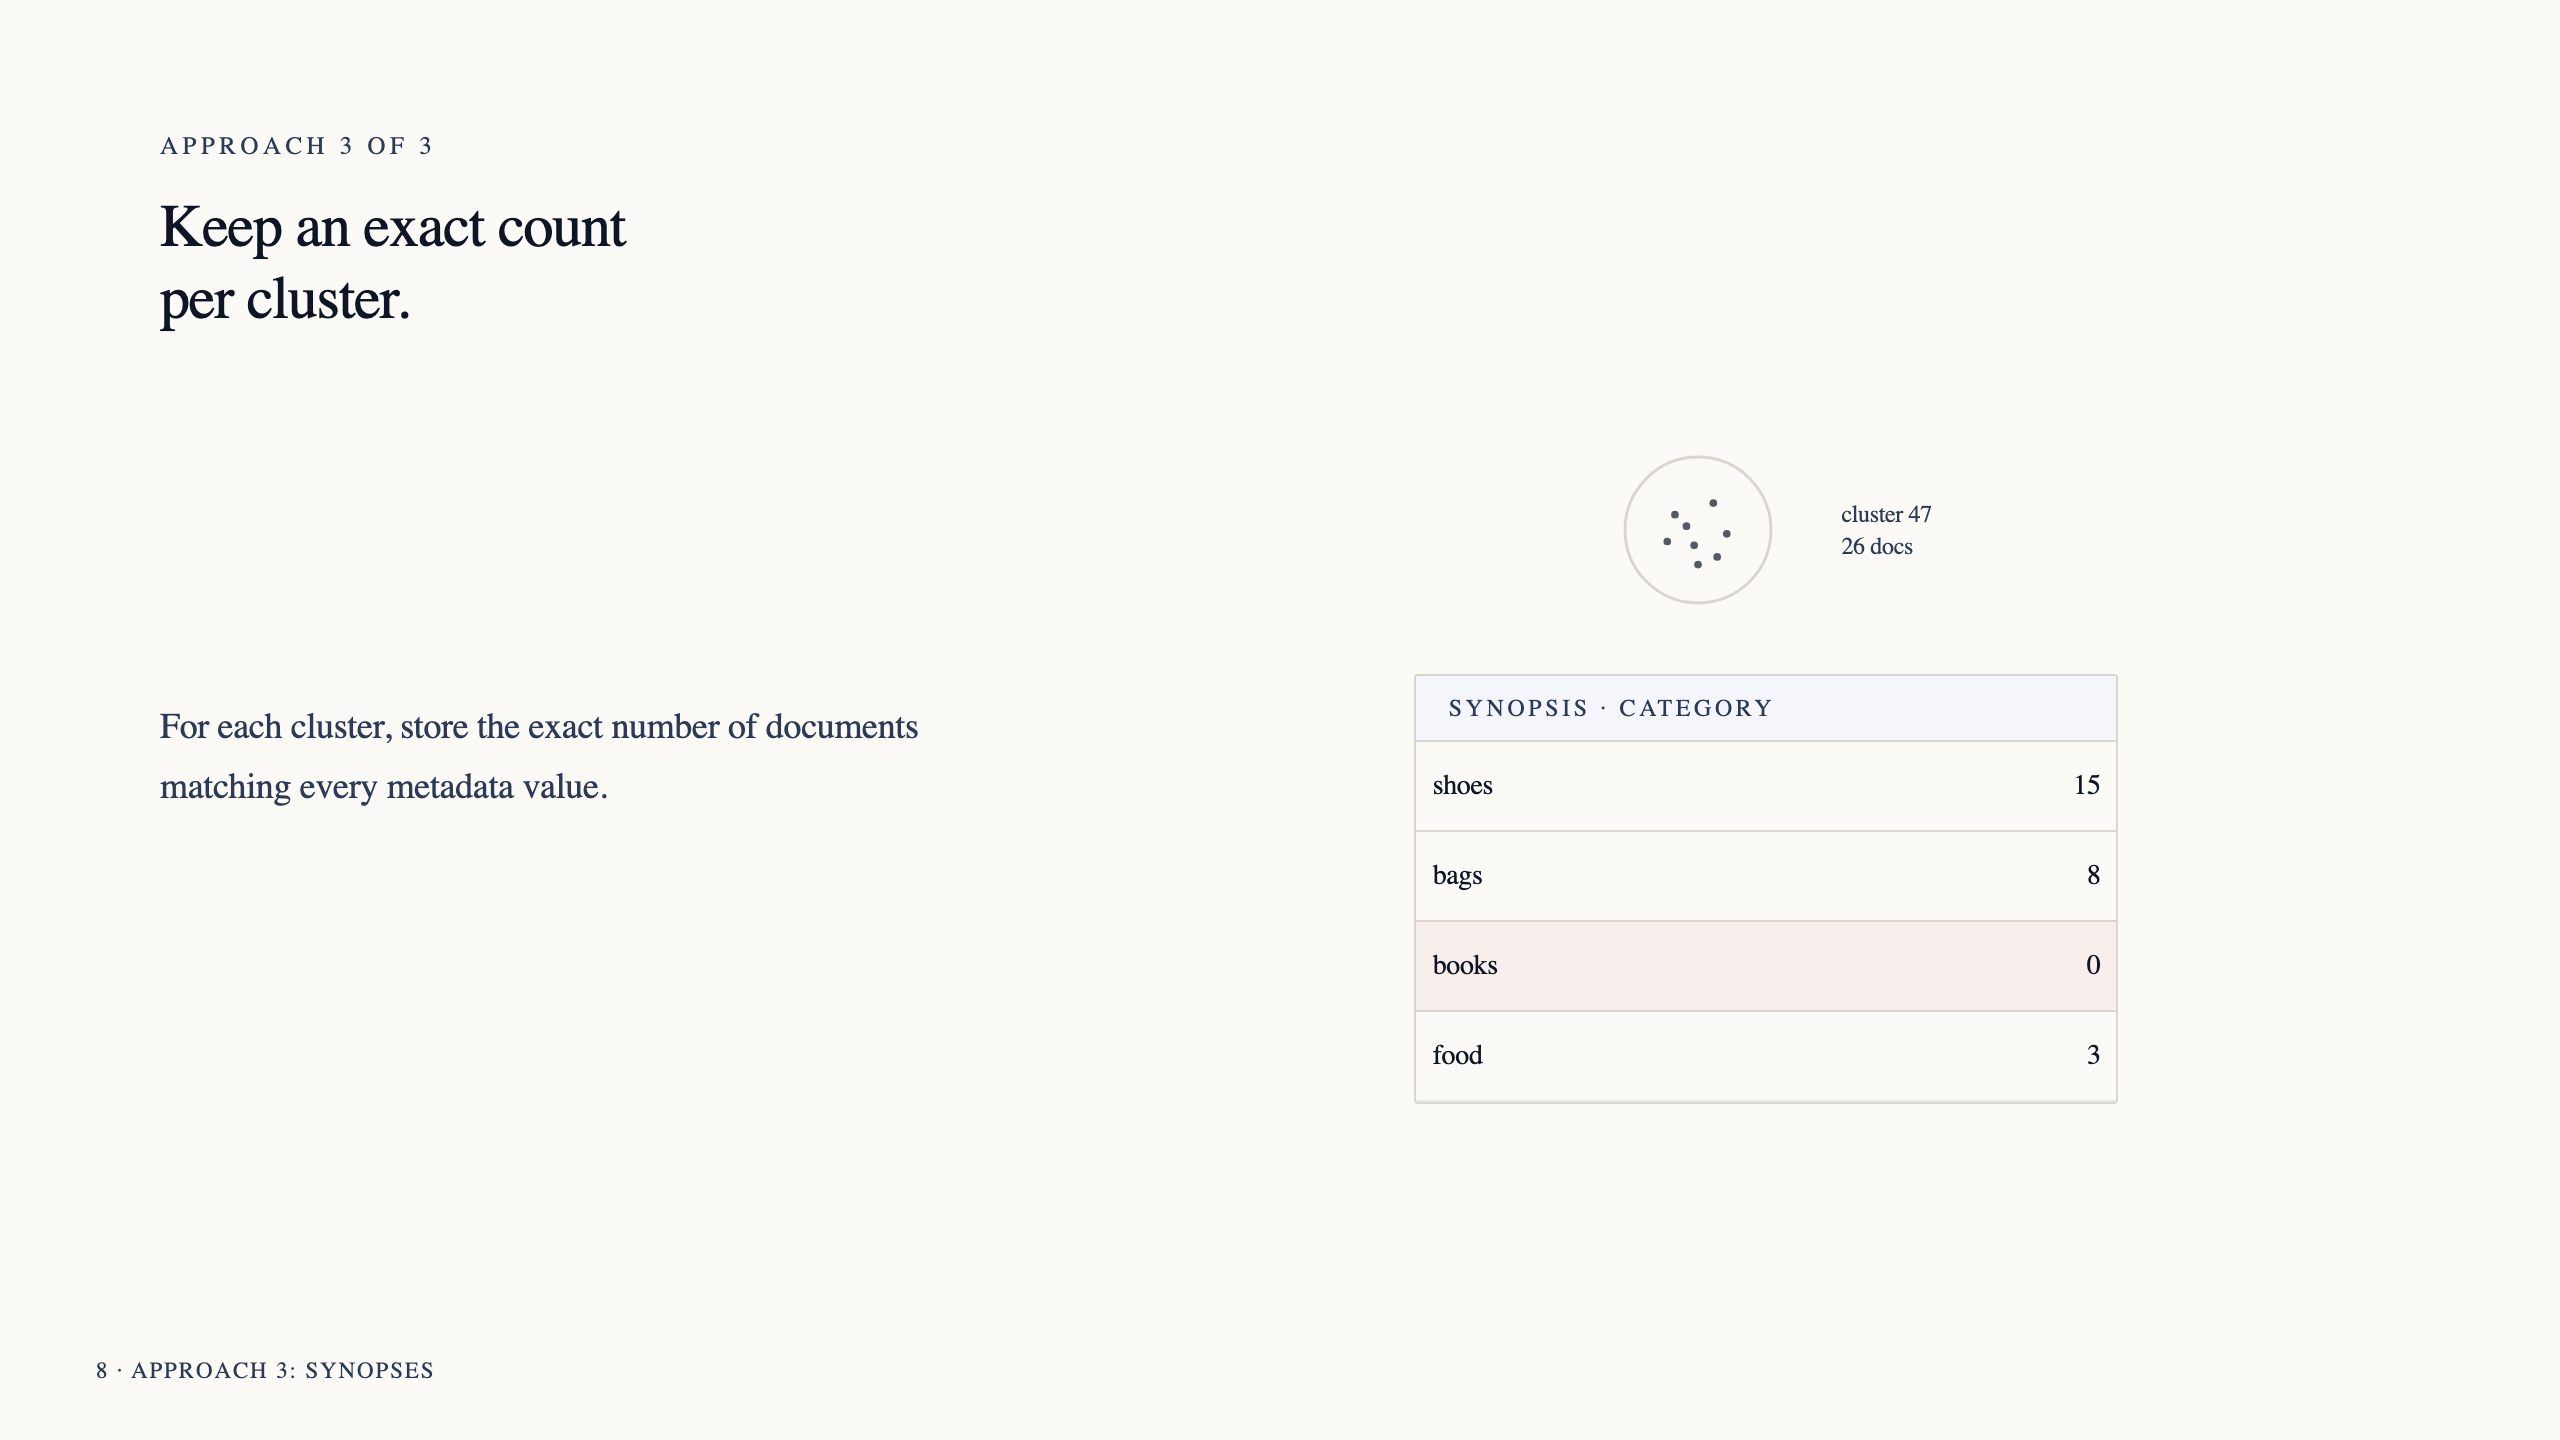 APPROACH 3 OF 3
Keep an exact count
per cluster.
For each cluster, store the exact number of documents
matching every metadata value.
cluster 47
26 docs
SYNOPSIS · CATEGORY
shoes 15
bags 8
books 0
food 3
8 · APPROACH 3: SYNOPSES